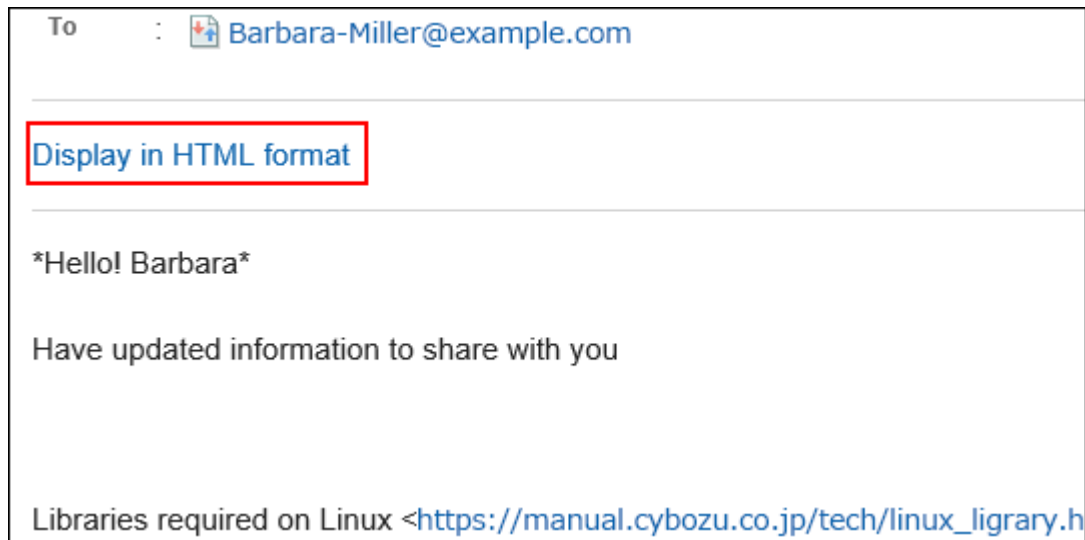 To : Barbara-Miller@example.com
Display in HTML format
*Hello! Barbara*
Have updated information to share with you
Libraries required on Linux <https://manual.cybozu.co.jp/tech/linux_ligrary.h